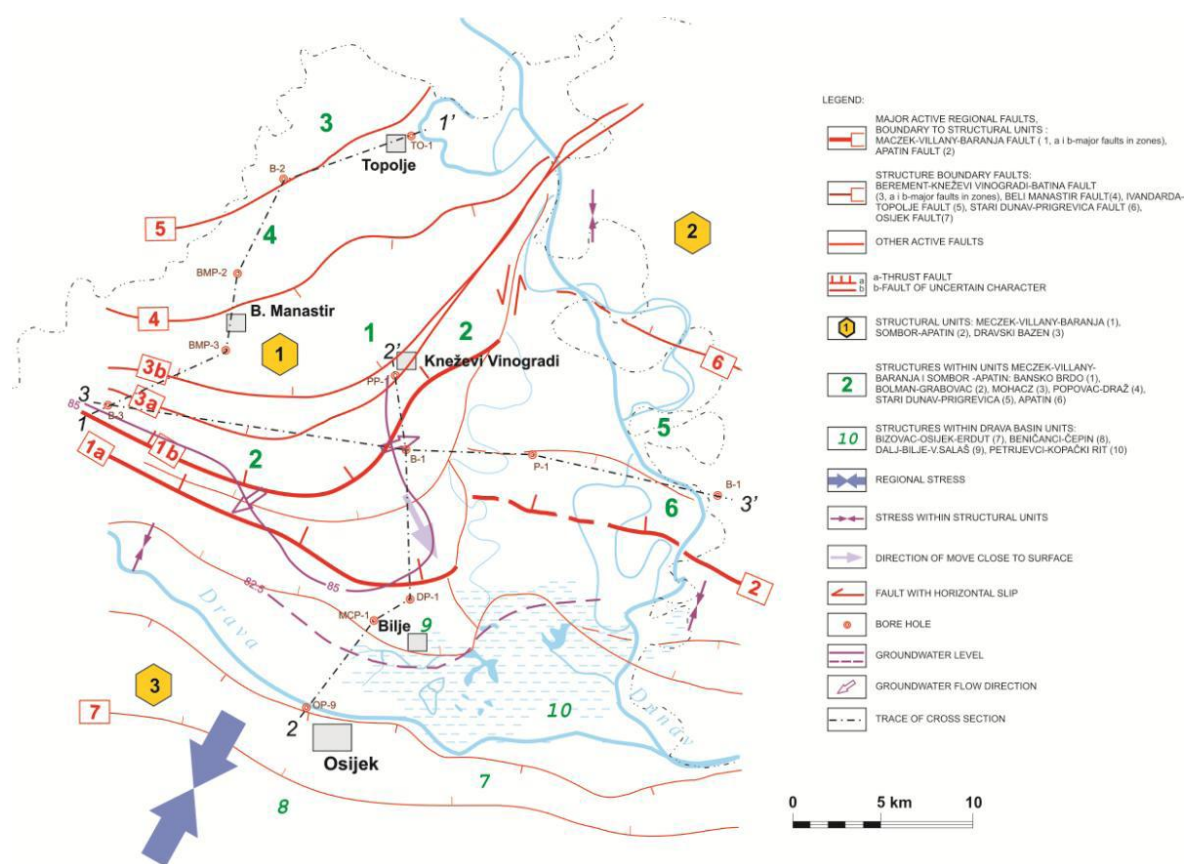 3
1'
TO-1
Topolje
B-2
5
4
2
BMP-2
B. Manastir
4
1
2
6
1
2'
Kneževi Vinogradi
BMP-3
3b
PP-1
3
B-3
3a
85
1
1b
1a
2
5
B-1
P-1
B-1
3'
6
2
82.5
85
DP-1
MCP-1
Bilje
9
Drava
3
OP-9
2
10
Dunav
7
Osijek
7
8
LEGEND:
MAJOR ACTIVE REGIONAL FAULTS,
BOUNDARY TO STRUCTURAL UNITS :
MACZEK-VILLANY-BARANJA FAULT ( 1, a i b-major faults in zones),
APATIN FAULT (2)
STRUCTURE BOUNDARY FAULTS:
BEREMENT-KNEŽEVI VINOGRADI-BATINA FAULT
(3, a i b-major faults in zones), BELI MANASTIR FAULT(4), IVANDARDA-
TOPOLJE FAULT (5), STARI DUNAV-PRIGREVICA FAULT (6),
OSIJEK FAULT(7)
OTHER ACTIVE FAULTS
a
b
a-THRUST FAULT
b-FAULT OF UNCERTAIN CHARACTER
1
STRUCTURAL UNITS: MECZEK-VILLANY-BARANJA (1),
SOMBOR-APATIN (2), DRAVSKI BAZEN (3)
2
STRUCTURES WITHIN UNITS MECZEK-VILLANY-
BARANJA I SOMBOR -APATIN: BANSKO BRDO (1),
BOLMAN-GRABOVAC (2), MOHACZ (3), POPOVAC-DRAŽ (4),
STARI DUNAV-PRIGREVICA (5), APATIN (6)
10
STRUCTURES WITHIN DRAVA BASIN UNITS:
BIZOVAC-OSIJEK-ERDUT (7), BENIČANCI-ČEPIN (8),
DALJ-BILJE-V.SALAŠ (9), PETRIJEVCI-KOPAČKI RIT (10)
REGIONAL STRESS
STRESS WITHIN STRUCTURAL UNITS
DIRECTION OF MOVE CLOSE TO SURFACE
FAULT WITH HORIZONTAL SLIP
BORE HOLE
GROUNDWATER LEVEL
GROUNDWATER FLOW DIRECTION
TRACE OF CROSS SECTION
0 5 km 10